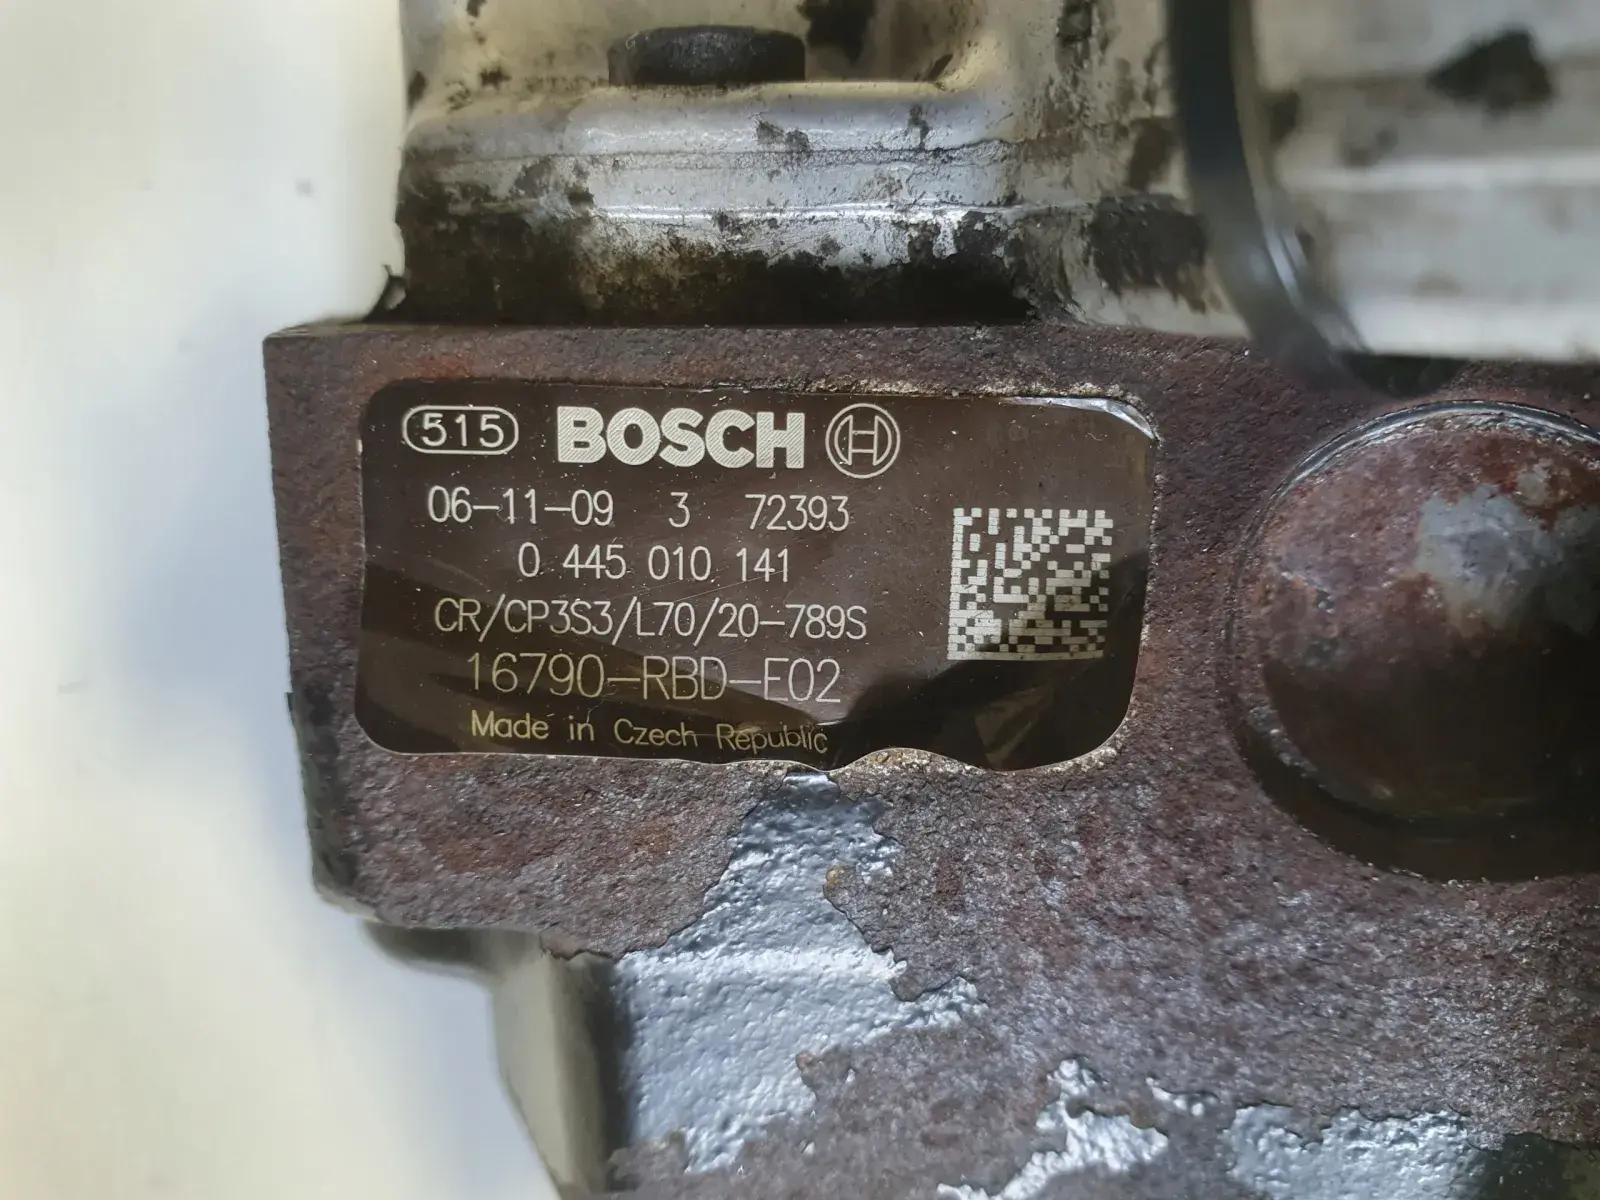 515 BOSCH
06-11-09 3 72393
0 445 010 141
CR/CP3S3/L70/20-789S
16790-RBD-E02
Made in Czech Republic